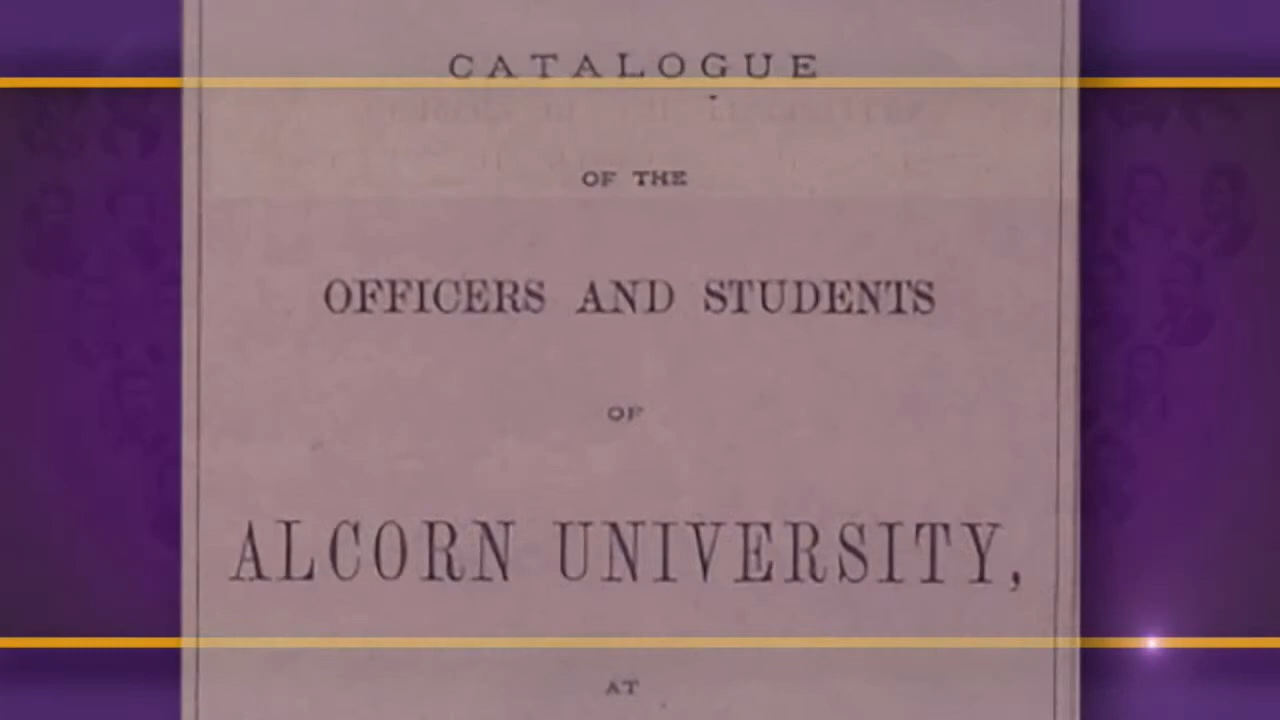 CATALOGUE
OF THE
OFFICERS AND STUDENTS
OF
ALCORN UNIVERSITY,
AT